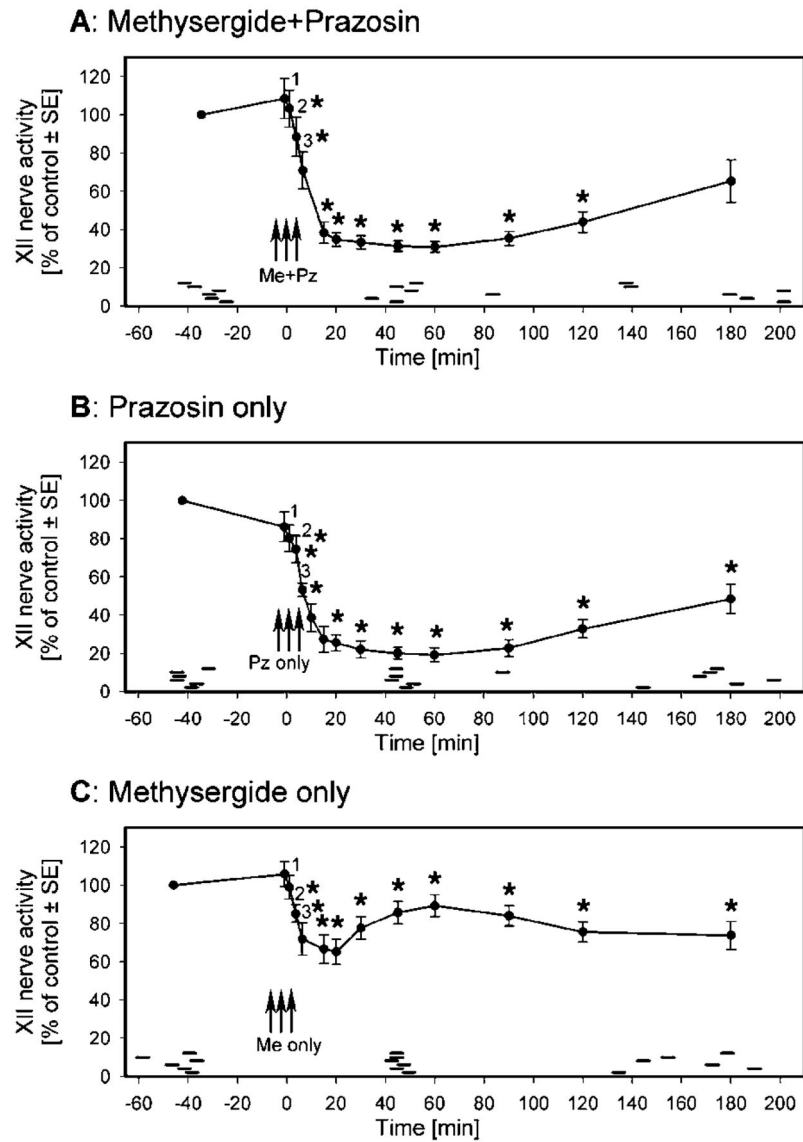 A: Methysergide+Prazosin
XII nerve activity
[% of control ± SE]
120
100
80
60
40
20
0
1
2*
3*
* * * * * * *
Me+Pz
-60 -40 -20 0 20 40 60 80 100 120 140 160 180 200
Time [min]
B: Prazosin only
XII nerve activity
[% of control ± SE]
120
100
80
60
40
20
0
1
2 *
*
3
* * * * * * * *
Pz only
-60 -40 -20 0 20 40 60 80 100 120 140 160 180 200
Time [min]
C: Methysergide only
XII nerve activity
[% of control ± SE]
120
100
80
60
40
20
0
1
2 *
3 *
* * * * * * * *
Me only
-60 -40 -20 0 20 40 60 80 100 120 140 160 180 200
Time [min]